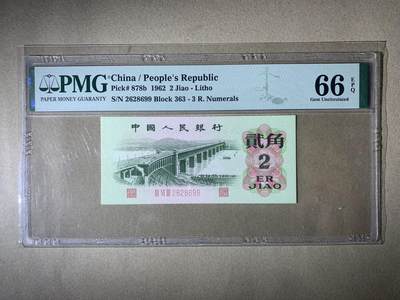 PMG
PAPER MONEY GUARANTY
China / People's Republic
Pick# 878b 1962 2 Jiao - Litho
S/N 2628699 Block 363 - 3 R. Numerals
66 EPQ
Gem Uncirculated
中國人民銀行
貳角
2
ER
JIAO
ⅢⅥⅢ 2628699